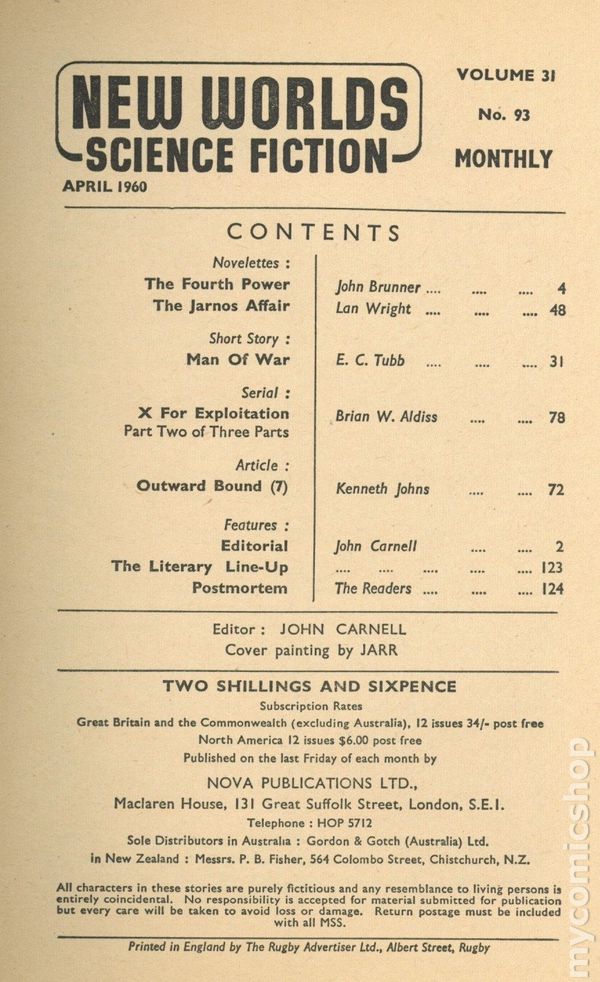 NEW WORLDS
SCIENCE FICTION
APRIL 1960
VOLUME 31
No. 93
MONTHLY
CONTENTS
Novelettes :
The Fourth Power John Brunner .... .... .... 4
The Jarnos Affair Lan Wright .... .... .... 48
Short Story :
Man Of War E. C. Tubb .... .... .... 31
Serial :
X For Exploitation Brian W. Aldiss .... .... 78
Part Two of Three Parts
Article :
Outward Bound (7) Kenneth Johns .... .... 72
Features :
Editorial John Carnell .... .... 2
The Literary Line-Up .... .... .... .... .... 123
Postmortem The Readers .... .... .... 124
Editor : JOHN CARNELL
Cover painting by JARR
TWO SHILLINGS AND SIXPENCE
Subscription Rates
Great Britain and the Commonwealth (excluding Australia), 12 issues 34/- post free
North America 12 issues $6.00 post free
Published on the last Friday of each month by
NOVA PUBLICATIONS LTD.,
Maclaren House, 131 Great Suffolk Street, London, S.E.1.
Telephone : HOP 5712
Sole Distributors in Australia : Gordon & Gotch (Australia) Ltd.
in New Zealand : Messrs. P. B. Fisher, 564 Colombo Street, Chistchurch, N.Z.
All characters in these stories are purely fictitious and any resemblance to living persons is
entirely coincidental. No responsibility is accepted for material submitted for publication
but every care will be taken to avoid loss or damage. Return postage must be included
with all MSS.
Printed in England by The Rugby Advertiser Ltd., Albert Street, Rugby
mycomicshop